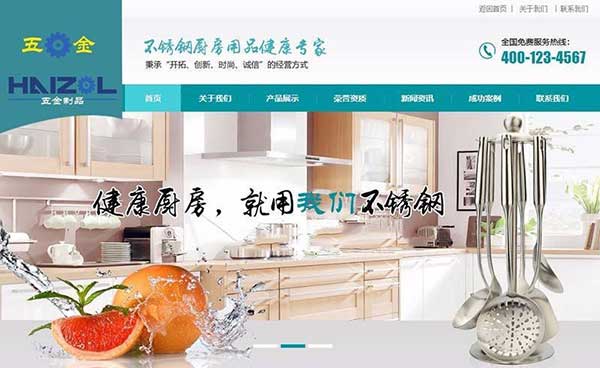 返回首页 | 关于我们 | 联系我们
五金
HAIZOL
五金制品
不锈钢厨房用品健康专家
秉承“开拓、创新、时尚、诚信”的经营方式
全国免费服务热线：
400-123-4567
首页 关于我们 产品展示 荣誉资质 新闻资讯 成功案例 联系我们
健康厨房，就用我们不锈钢